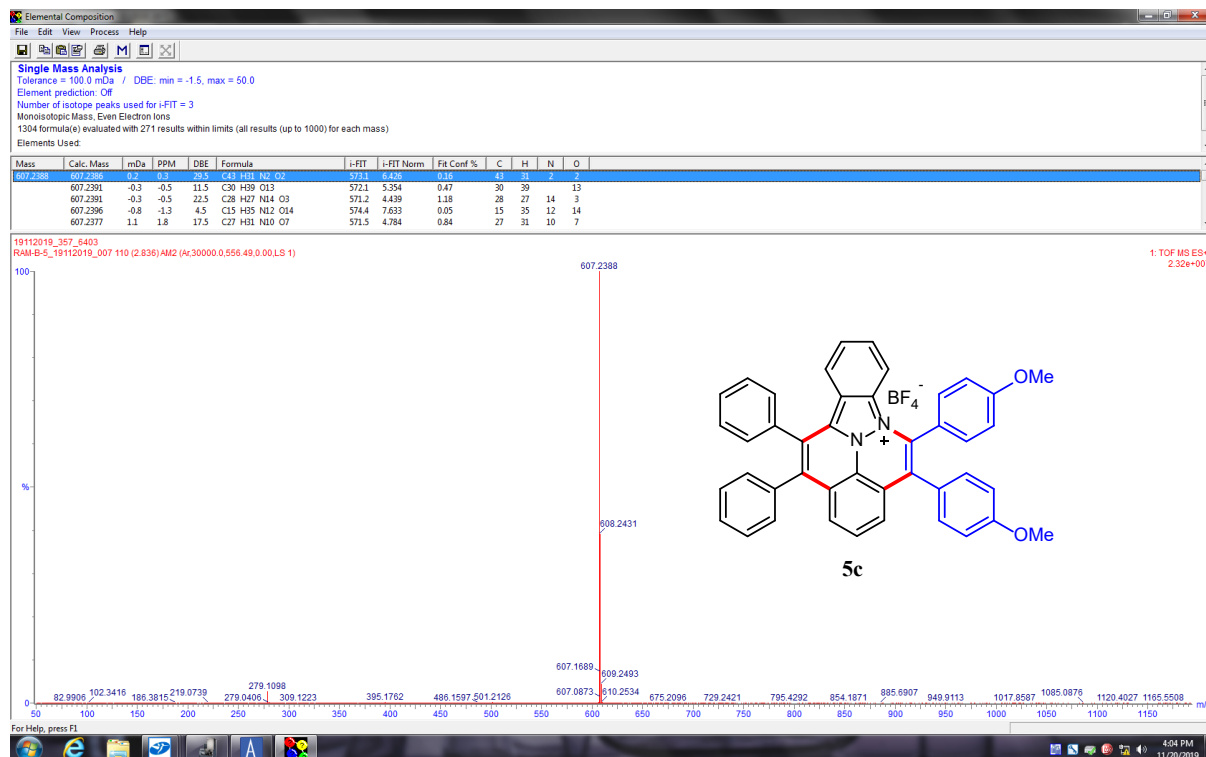 Elemental Composition
File Edit View Process Help
Single Mass Analysis
Tolerance = 100.0 mDa / DBE: min = -1.5, max = 50.0
Element prediction: Off
Number of isotope peaks used for i-FIT = 3
Monoisotopic Mass, Even Electron Ions
1304 formula(e) evaluated with 271 results within limits (all results (up to 1000) for each mass)
Elements Used:
Mass Calc. Mass mDa PPM DBE Formula i-FIT i-FIT Norm Fit Conf % C H N O
607.2388 607.2386 0.2 0.3 29.5 C43 H31 N2 O2 573.1 6.426 0.16 43 31 2 2
607.2391 -0.3 -0.5 11.5 C30 H39 O13 572.1 5.354 0.47 30 39 13
607.2391 -0.3 -0.5 22.5 C28 H27 N14 O3 571.2 4.439 1.18 28 27 14 3
607.2396 -0.8 -1.3 4.5 C15 H35 N12 O14 574.4 7.633 0.05 15 35 12 14
607.2377 1.1 1.8 17.5 C27 H31 N10 O7 571.5 4.784 0.84 27 31 10 7
19112019_357_6403
RAM-B-5_19112019_007 110 (2.836) AM2 (Ar,30000.0,556.49,0.00,LS 1)
1: TOF MS ES+
2.32e+00
100
607.2388
OMe
BF4 -
N
N +
%
608.2431
OMe
5c
607.1689
609.2493
279.1098
82.9906 102.3416 186.3815 219.0739 279.0406 309.1223 395.1762 486.1597 501.2126 607.0873 610.2534 675.2096 729.2421 795.4292 854.1871 885.6907 949.9113 1017.8587 1085.0876 1120.4027 1165.5508
0
m/
50 100 150 200 250 300 350 400 450 500 550 600 650 700 750 800 850 900 950 1000 1050 1100 1150
For Help, press F1
4:04 PM
11/20/2019